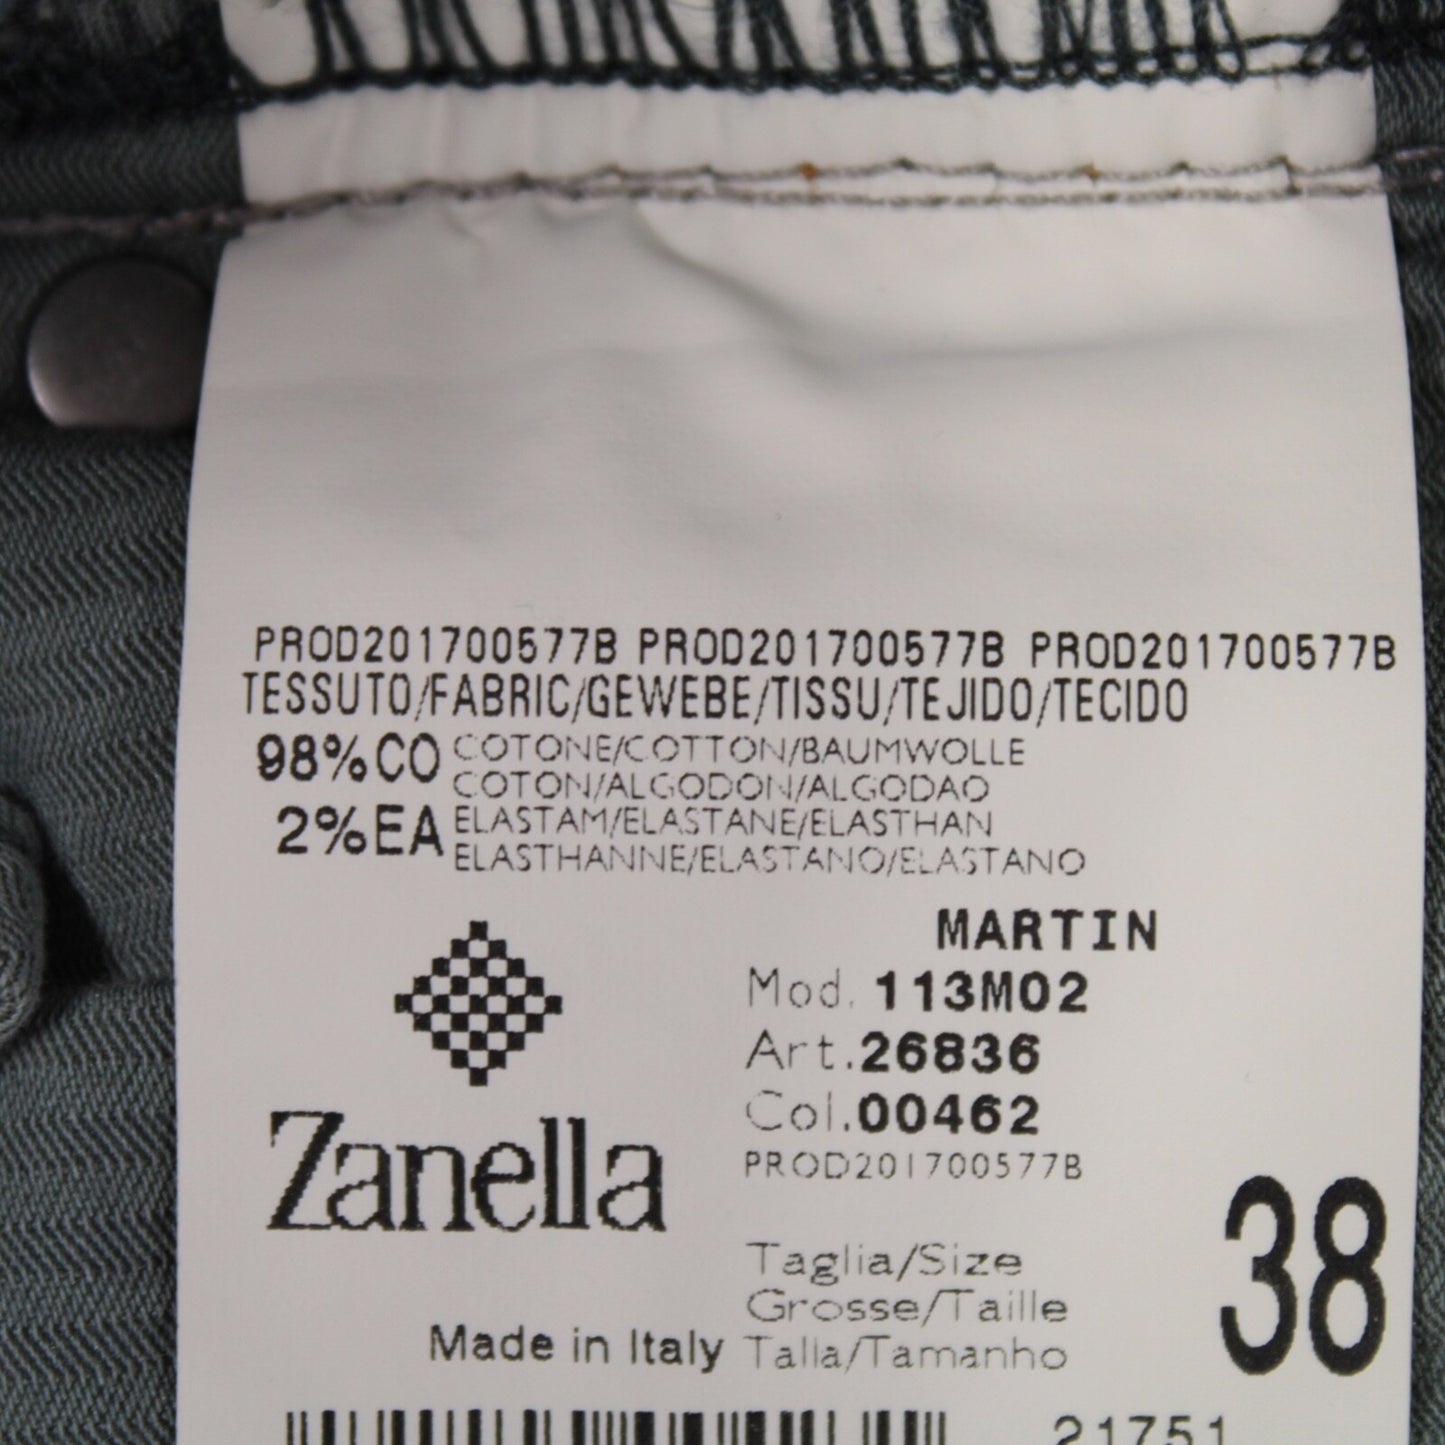 PROD201700577B PROD201700577B PROD201700577B
TESSUTO/FABRIC/GEWEBE/TISSU/TEJIDO/TECIDO
98%CO COTONE/COTTON/BAUMWOLLE
COTON/ALGODON/ALGODAO
2%EA ELASTAM/ELASTANE/ELASTHAN
ELASTHANNE/ELASTANO/ELASTANO
MARTIN
Mod. 113M02
Art.26836
Col.00462
PROD201700577B
Zanella
Taglia/Size
Grosse/Taille
Talla/Tamanho
38
Made in Italy
21751